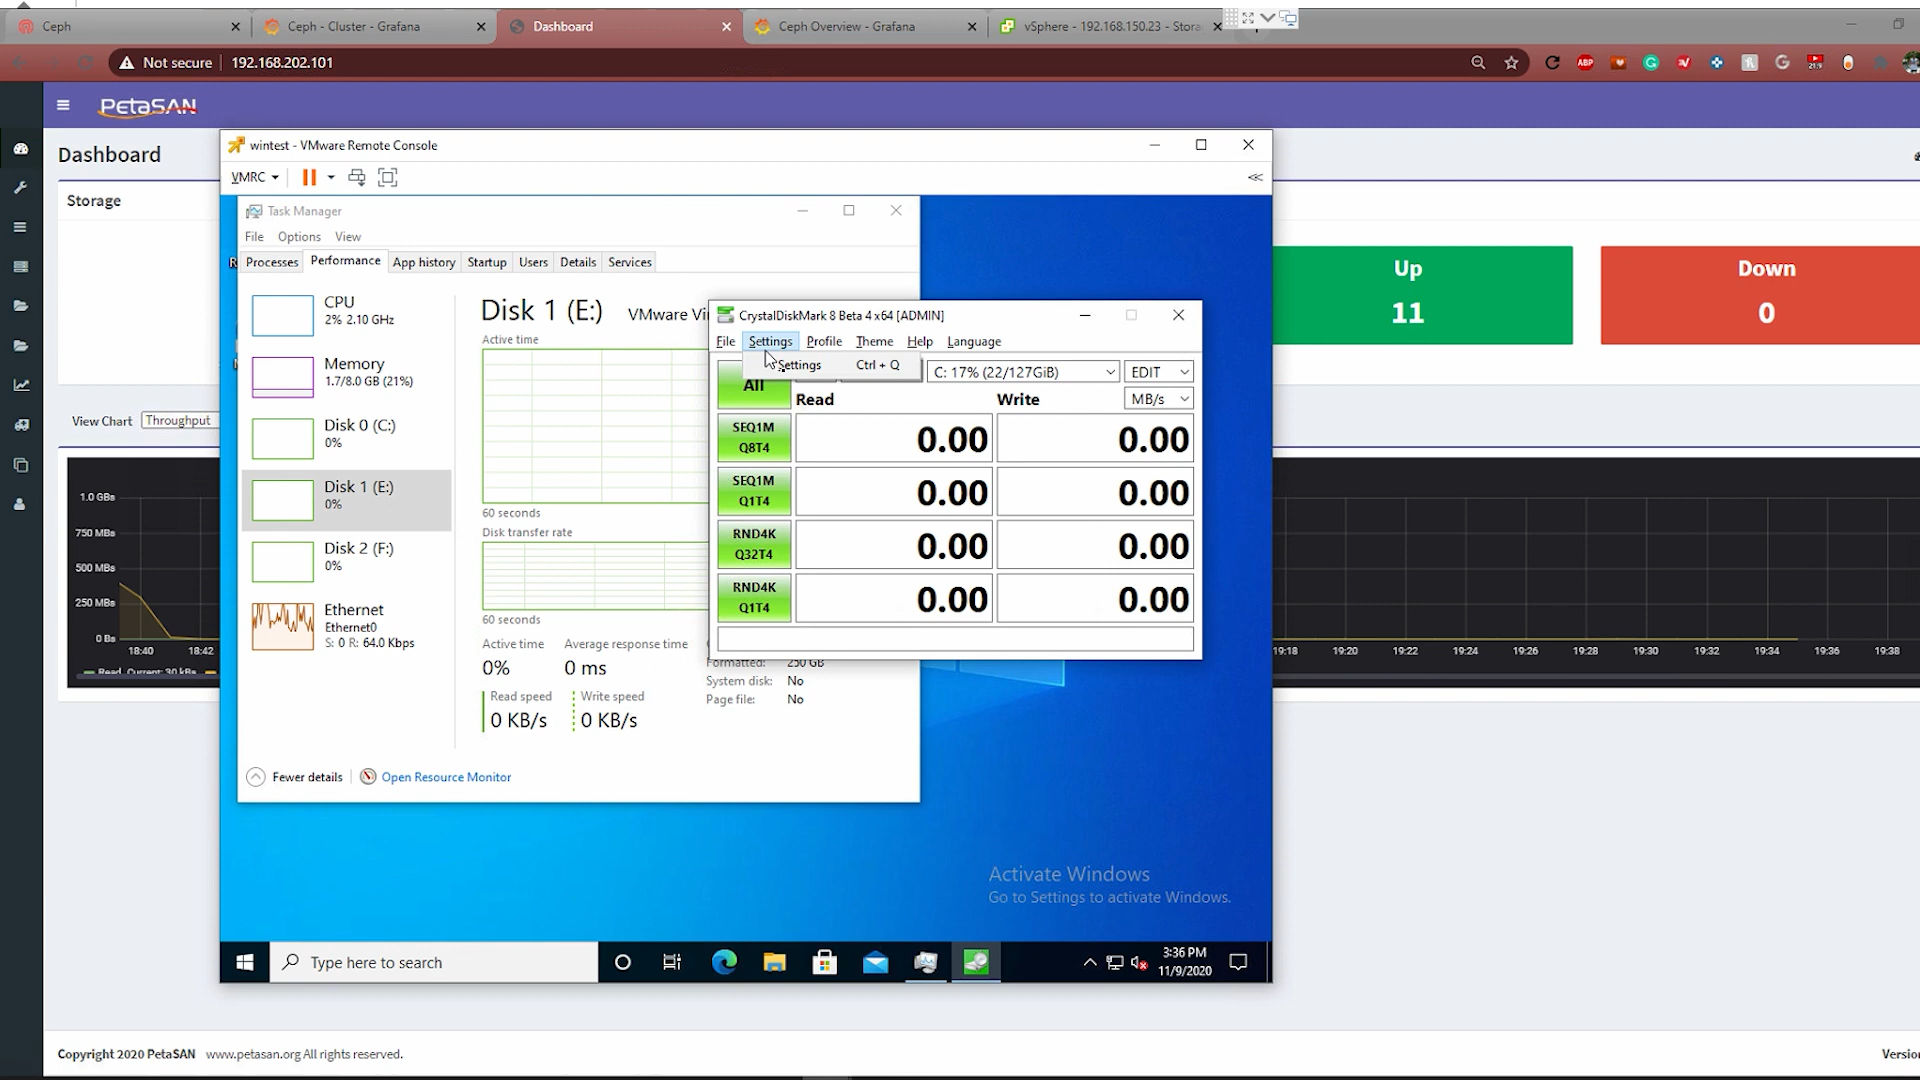 Ceph
Ceph - Cluster - Grafana
Dashboard
Ceph Overview - Grafana
vSphere - 192.168.150.23 - Stora
Not secure
192.168.202.101
ABP
PetaSAN
Dashboard
Storage
wintest - VMware Remote Console
VMRC
Task Manager
File Options View
Processes Performance App history Startup Users Details Services
CPU
2% 2.10 GHz
Memory
1.7/8.0 GB (21%)
Disk 0 (C:)
0%
Disk 1 (E:)
0%
Disk 2 (F:)
0%
Ethernet
Ethernet0
S: 0 R: 64.0 Kbps
Disk 1 (E:) VMware Vi
Active time
60 seconds
Disk transfer rate
60 seconds
Active time Average response time
0% 0 ms
Read speed Write speed
0 KB/s 0 KB/s
Formatted: 250 GB
System disk: No
Page file: No
Fewer details
Open Resource Monitor
CrystalDiskMark 8 Beta 4 x64 [ADMIN]
File Settings Profile Theme Help Language
Settings Ctrl + Q
C: 17% (22/127GiB) EDIT
All Read Write MB/s
SEQ1M
Q8T4
0.00 0.00
SEQ1M
Q1T4
0.00 0.00
RND4K
Q32T4
0.00 0.00
RND4K
Q1T4
0.00 0.00
Activate Windows
Go to Settings to activate Windows.
Type here to search
3:36 PM
11/9/2020
Up
11
Down
0
View Chart Throughput
1.0 GBs
750 MBs
500 MBs
250 MBs
0 Bs
18:40 18:42
Read Current: 30 kBs
19:18 19:20 19:22 19:24 19:26 19:28 19:30 19:32 19:34 19:36 19:38
Copyright 2020 PetaSAN www.petasan.org All rights reserved.
Versio